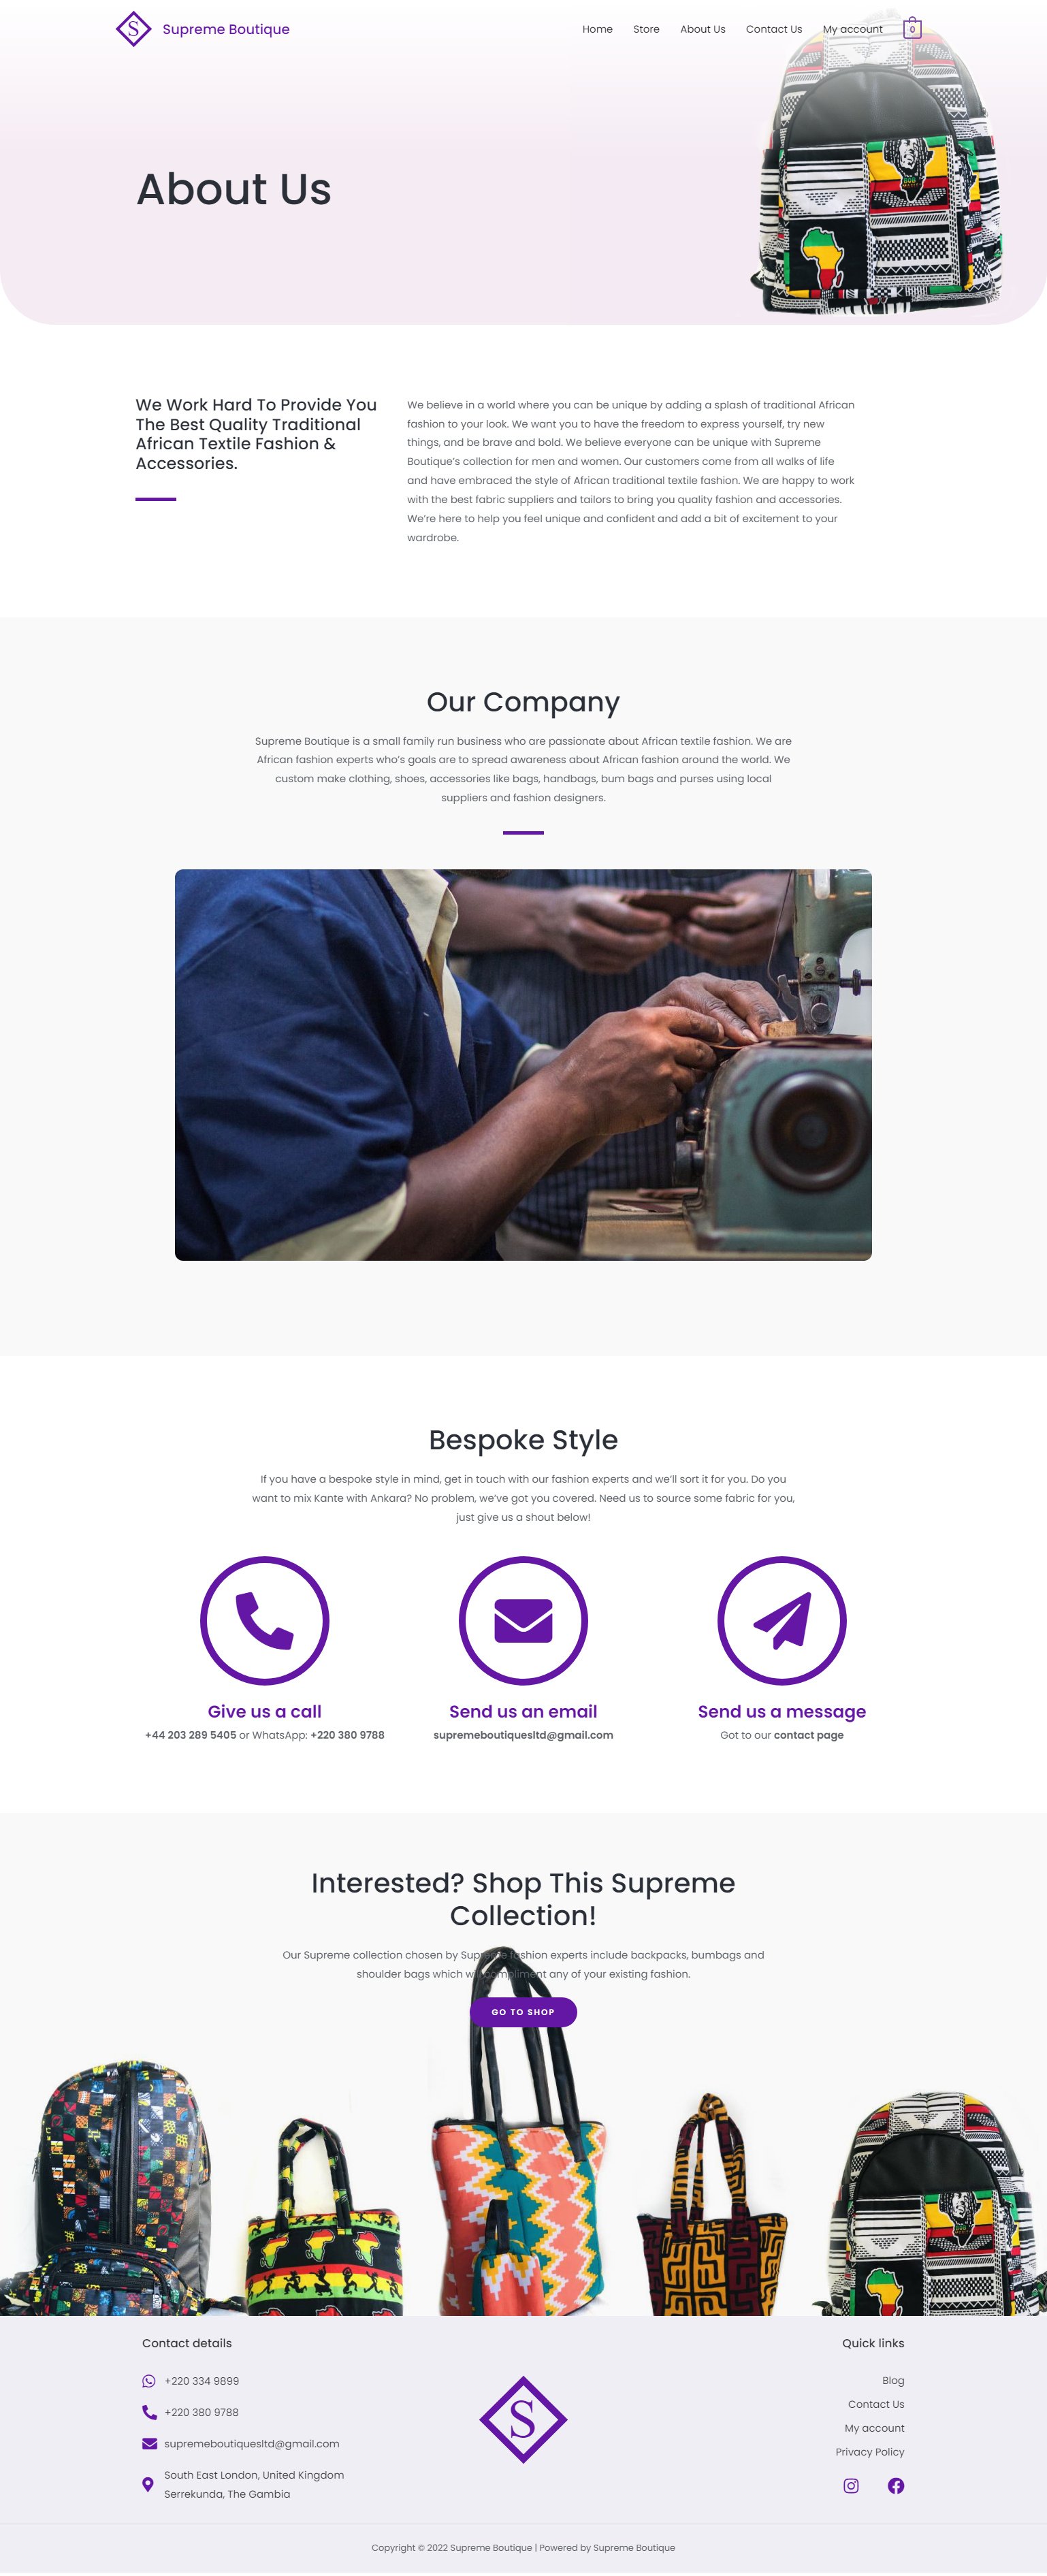 S
Supreme Boutique
Home
Store
About Us
Contact Us
My account
0
About Us
We Work Hard To Provide You
The Best Quality Traditional
African Textile Fashion &
Accessories.
We believe in a world where you can be unique by adding a splash of traditional African
fashion to your look. We want you to have the freedom to express yourself, try new
things, and be brave and bold. We believe everyone can be unique with Supreme
Boutique’s collection for men and women. Our customers come from all walks of life
and have embraced the style of African traditional textile fashion. We are happy to work
with the best fabric suppliers and tailors to bring you quality fashion and accessories.
We’re here to help you feel unique and confident and add a bit of excitement to your
wardrobe.
Our Company
Supreme Boutique is a small family run business who are passionate about African textile fashion. We are
African fashion experts who’s goals are to spread awareness about African fashion around the world. We
custom make clothing, shoes, accessories like bags, handbags, bum bags and purses using local
suppliers and fashion designers.
Bespoke Style
If you have a bespoke style in mind, get in touch with our fashion experts and we’ll sort it for you. Do you
want to mix Kante with Ankara? No problem, we’ve got you covered. Need us to source some fabric for you,
just give us a shout below!
Give us a call
+44 203 289 5405 or WhatsApp: +220 380 9788
Send us an email
supremeboutiquesltd@gmail.com
Send us a message
Got to our contact page
Interested? Shop This Supreme
Collection!
Our Supreme collection chosen by Supreme fashion experts include backpacks, bumbags and
shoulder bags which will compliment any of your existing fashion.
GO TO SHOP
Contact details
+220 334 9899
+220 380 9788
supremeboutiquesltd@gmail.com
South East London, United Kingdom
Serrekunda, The Gambia
S
Quick links
Blog
Contact Us
My account
Privacy Policy
Copyright © 2022 Supreme Boutique | Powered by Supreme Boutique